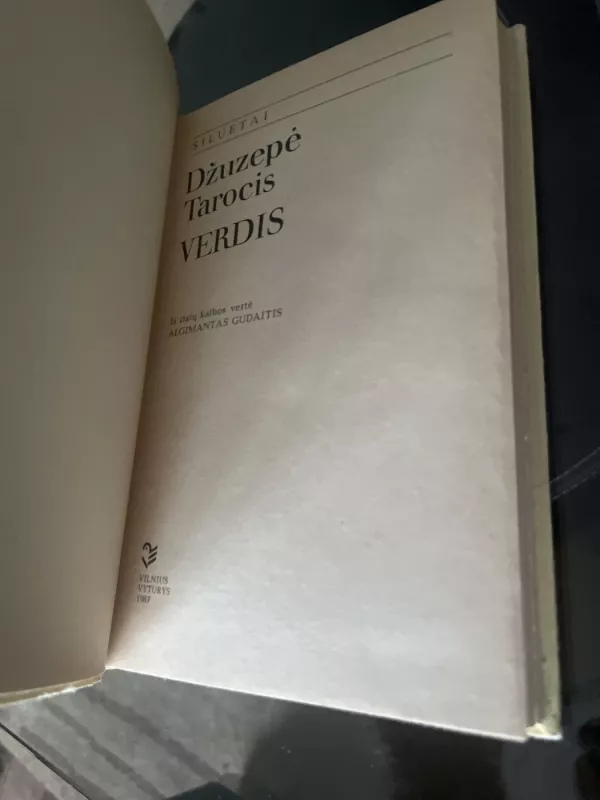 SILUETAI
Džuzepė
Tarocis
VERDIS
Iš italų kalbos vertė
ALGIMANTAS GUDAITIS
VILNIUS
VYTURYS
1987